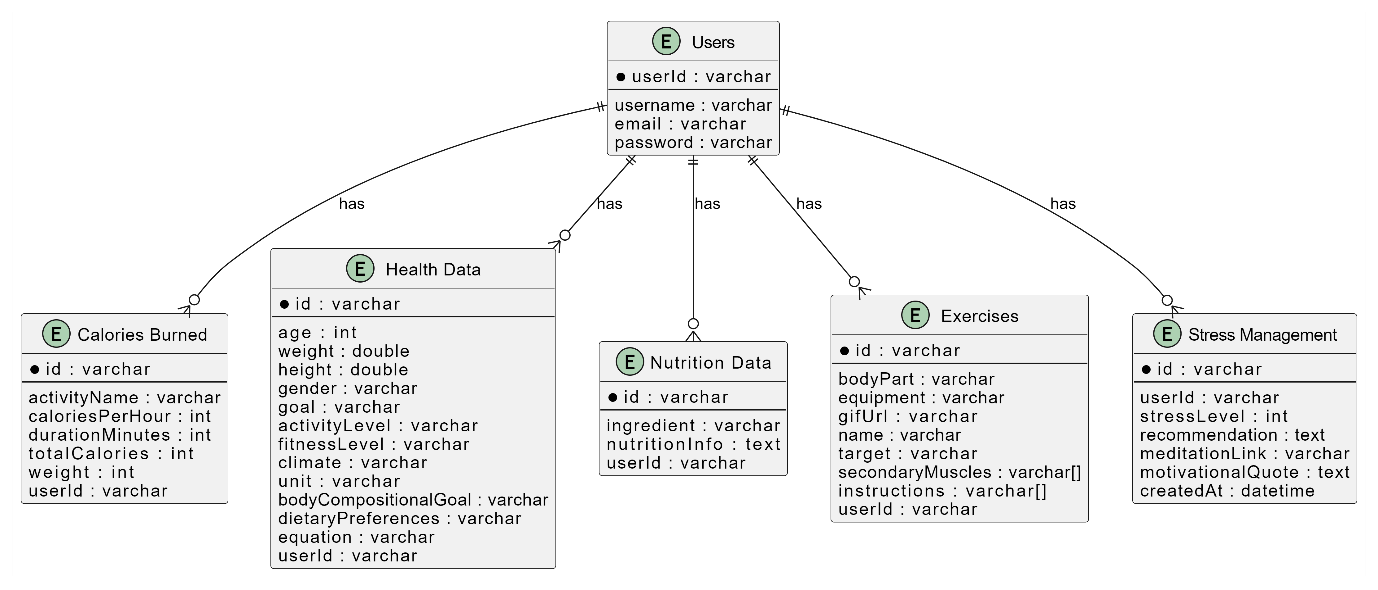 E Users
userId : varchar
username : varchar
email : varchar
password : varchar
has
has
has
has
has
E Calories Burned
id : varchar
activityName : varchar
caloriesPerHour : int
durationMinutes : int
totalCalories : int
weight : int
userId : varchar
E Health Data
id : varchar
age : int
weight : double
height : double
gender : varchar
goal : varchar
activityLevel : varchar
fitnessLevel : varchar
climate : varchar
unit : varchar
bodyCompositionalGoal : varchar
dietaryPreferences : varchar
equation : varchar
userId : varchar
E Nutrition Data
id : varchar
ingredient : varchar
nutritionInfo : text
userId : varchar
E Exercises
id : varchar
bodyPart : varchar
equipment : varchar
gifUrl : varchar
name : varchar
target : varchar
secondaryMuscles : varchar[]
instructions : varchar[]
userId : varchar
E Stress Management
id : varchar
userId : varchar
stressLevel : int
recommendation : text
meditationLink : varchar
motivationalQuote : text
createdAt : datetime